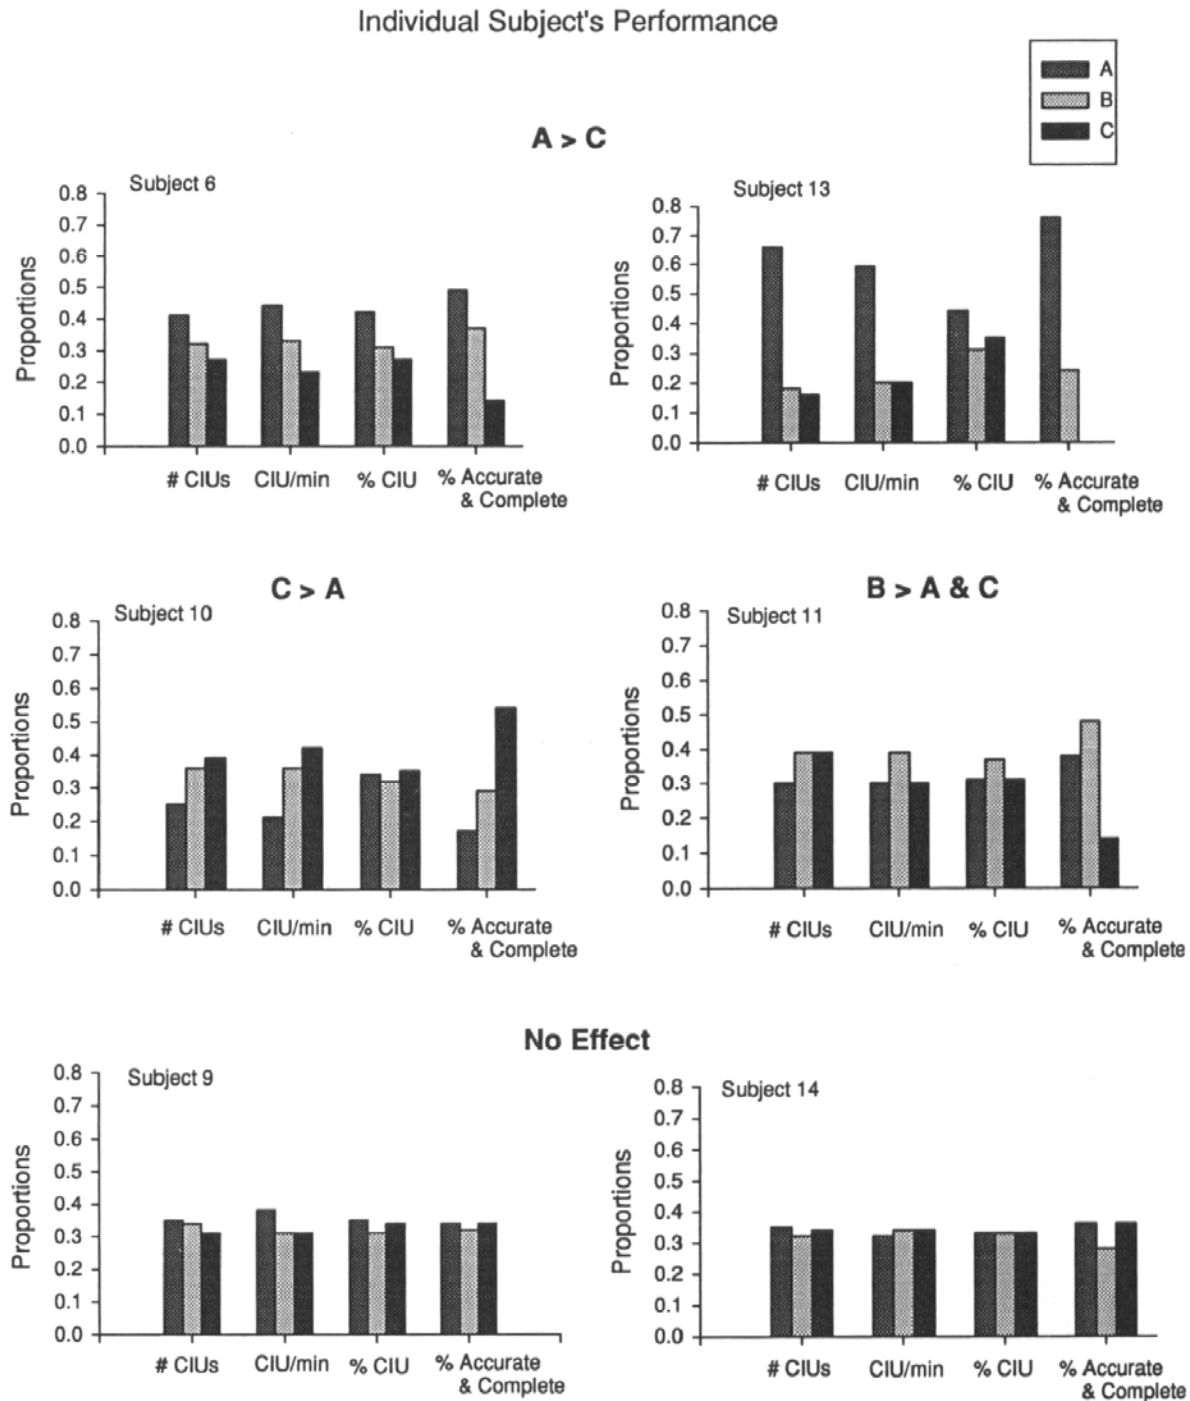 Individual Subject's Performance
A
B
C
A > C
Subject 6
0.8
0.7
0.6
0.5
0.4
0.3
0.2
0.1
0.0
Proportions
# CIUs CIU/min % CIU % Accurate
& Complete
Subject 13
0.8
0.7
0.6
0.5
0.4
0.3
0.2
0.1
0.0
Proportions
# CIUs CIU/min % CIU % Accurate
& Complete
C > A
Subject 10
0.8
0.7
0.6
0.5
0.4
0.3
0.2
0.1
0.0
Proportions
# CIUs CIU/min % CIU % Accurate
& Complete
B > A & C
Subject 11
0.8
0.7
0.6
0.5
0.4
0.3
0.2
0.1
0.0
Proportions
# CIUs CIU/min % CIU % Accurate
& Complete
No Effect
Subject 9
0.8
0.7
0.6
0.5
0.4
0.3
0.2
0.1
0.0
Proportions
# CIUs CIU/min % CIU % Accurate
& Complete
Subject 14
0.8
0.7
0.6
0.5
0.4
0.3
0.2
0.1
0.0
Proportions
# CIUs CIU/min % CIU % Accurate
& Complete